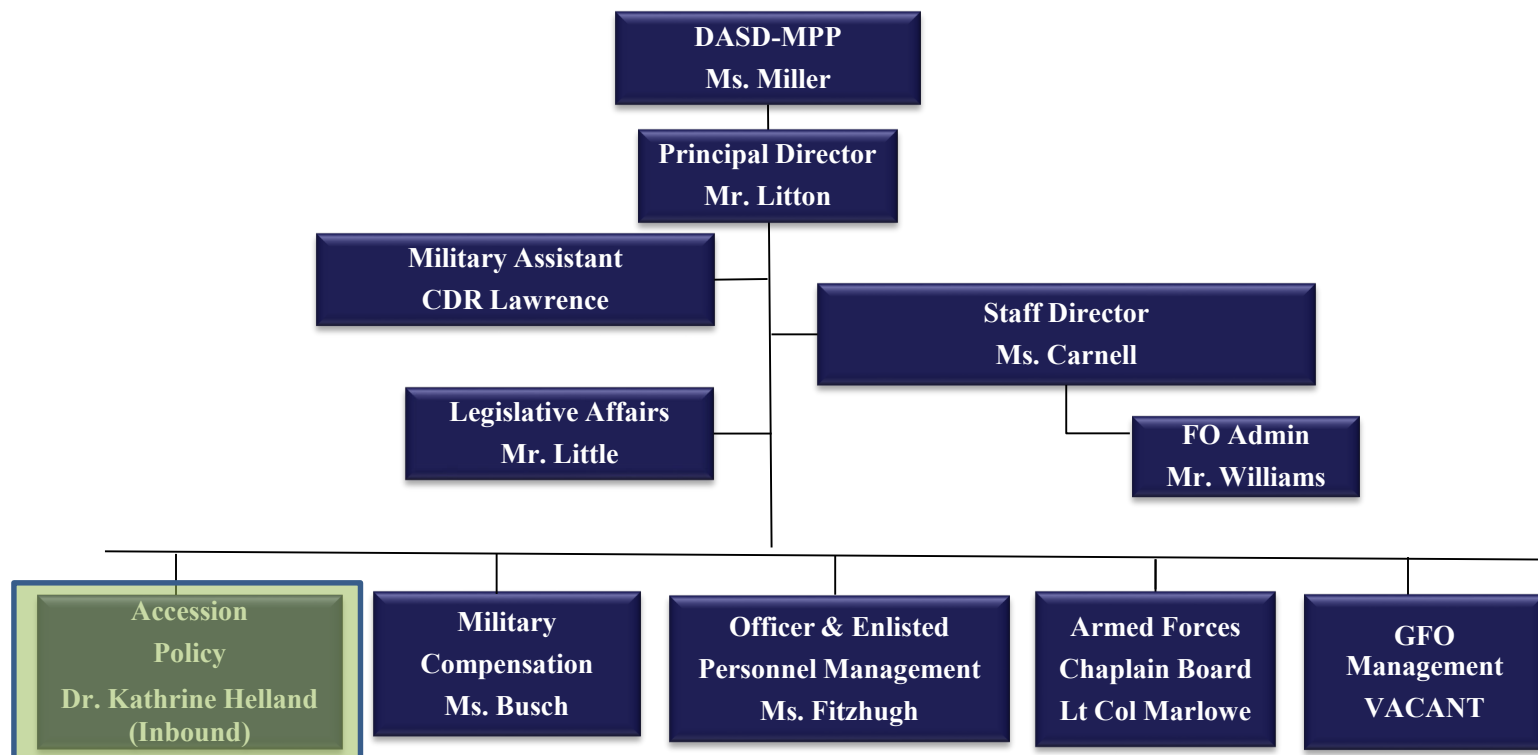 DASD-MPP
Ms. Miller
Principal Director
Mr. Litton
Military Assistant
CDR Lawrence
Staff Director
Ms. Carnell
Legislative Affairs
Mr. Little
FO Admin
Mr. Williams
Accession
Policy
Dr. Kathrine Helland
(Inbound)
Military
Compensation
Ms. Busch
Officer & Enlisted
Personnel Management
Ms. Fitzhugh
Armed Forces
Chaplain Board
Lt Col Marlowe
GFO
Management
VACANT